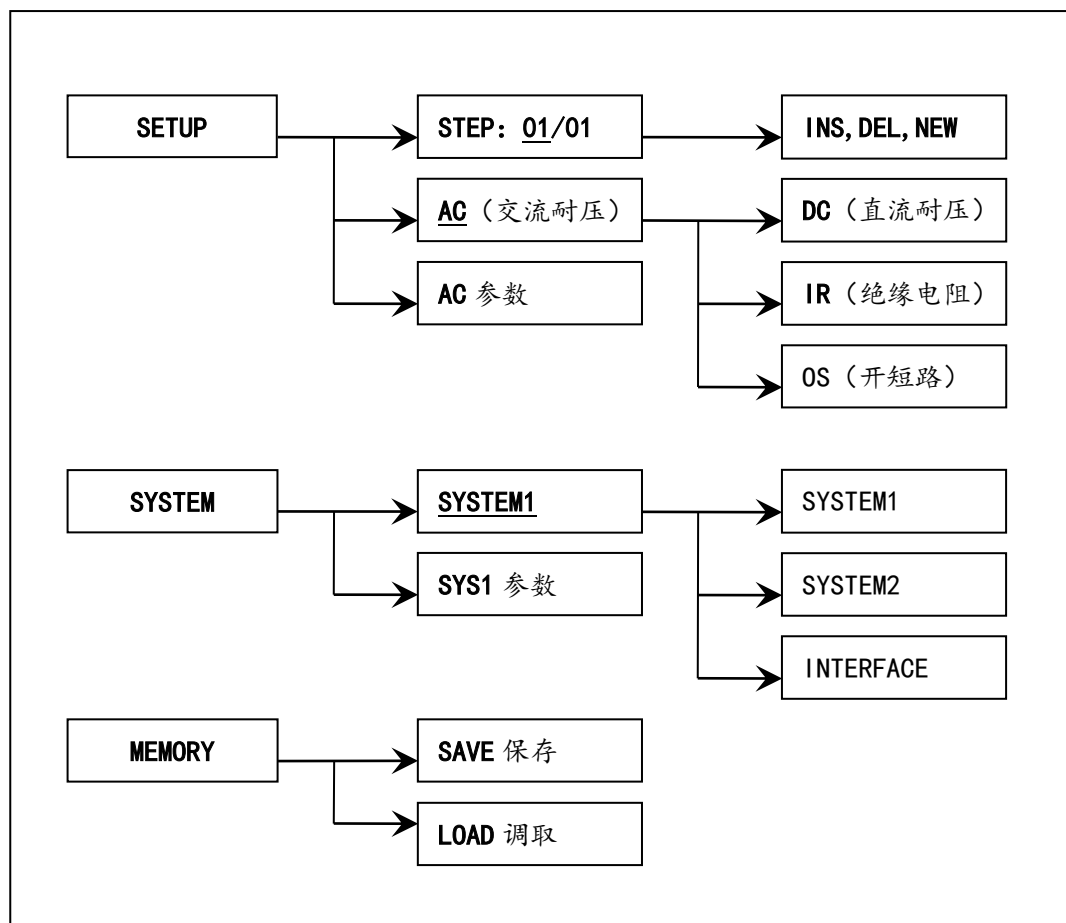 SETUP
STEP: 01/01
INS,DEL,NEW
AC（交流耐压）
DC（直流耐压）
AC 参数
IR（绝缘电阻）
OS（开短路）
SYSTEM
SYSTEM1
SYSTEM1
SYS1 参数
SYSTEM2
INTERFACE
MEMORY
SAVE 保存
LOAD 调取